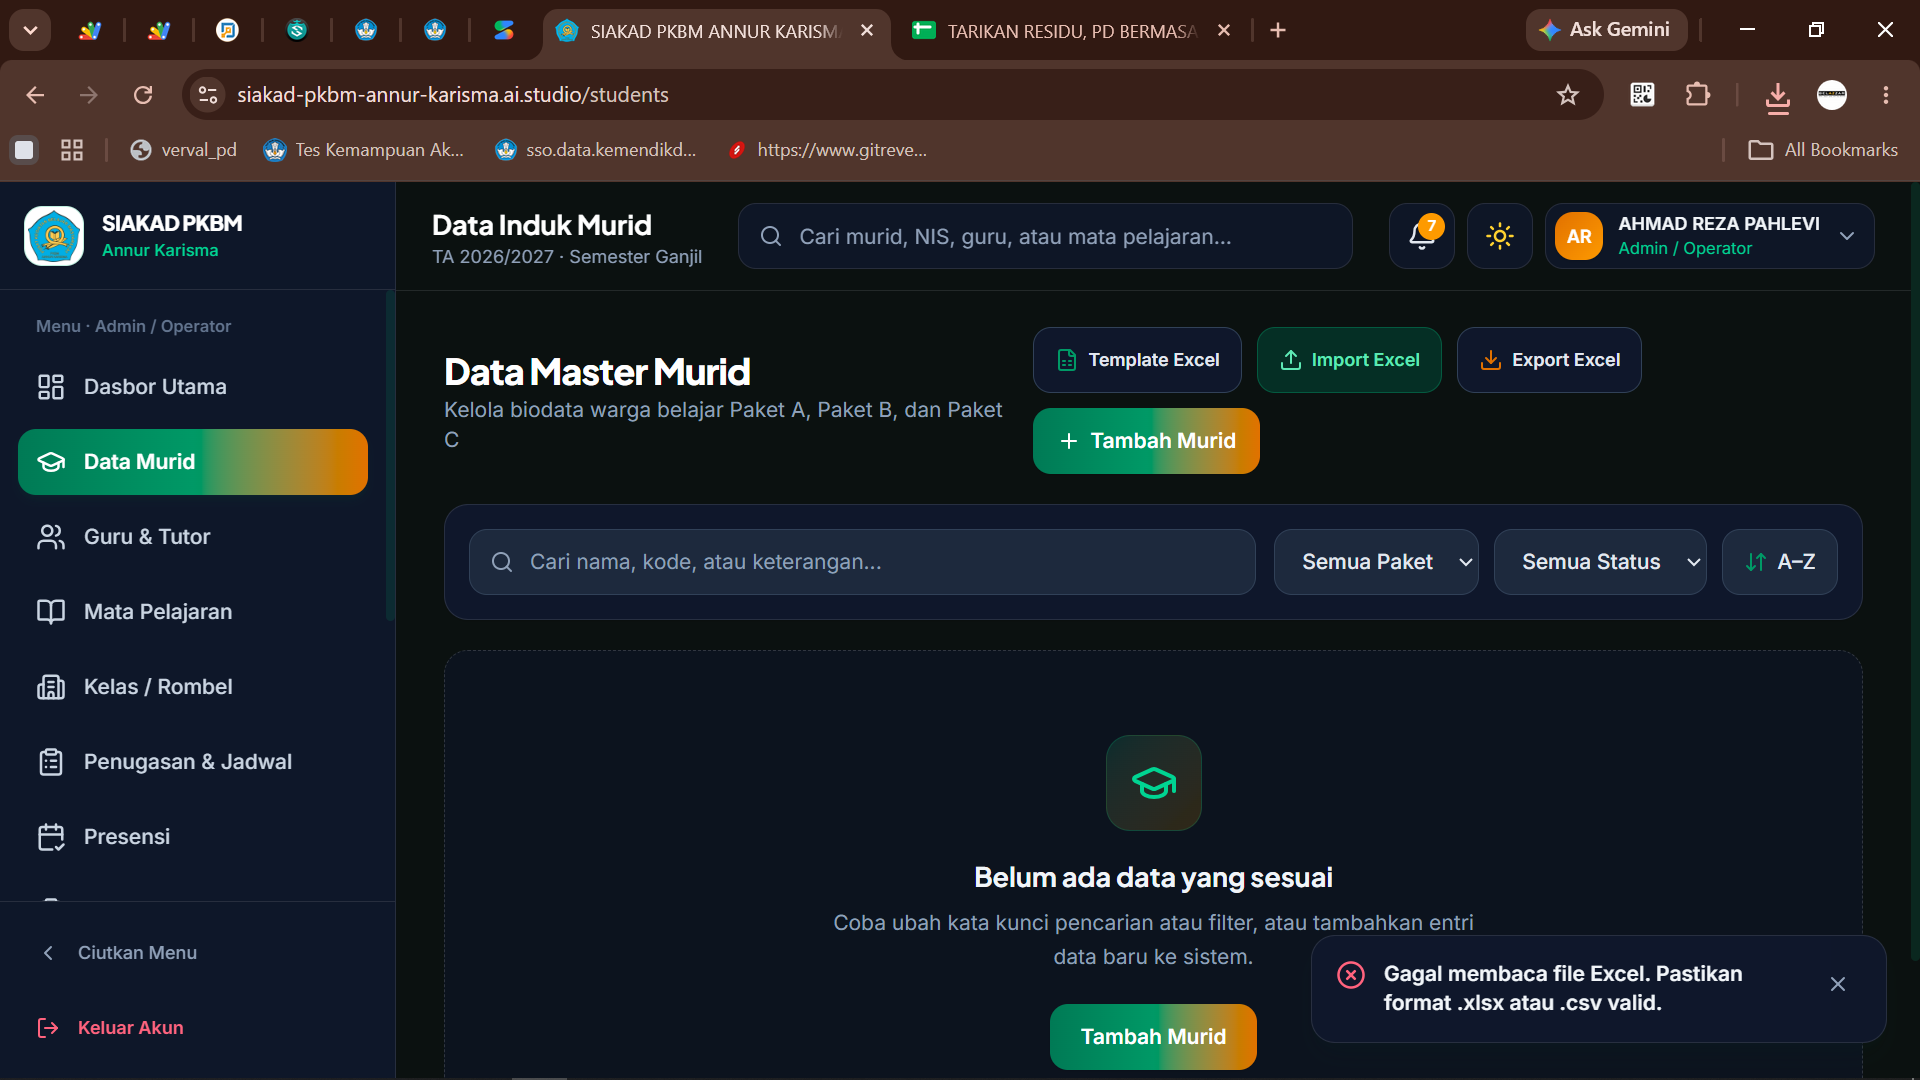 SIAKAD PKBM ANNUR KARISMA
TARIKAN RESIDU, PD BERMASA
Ask Gemini
siakad-pkbm-annur-karisma.ai.studio/students
verval_pd
Tes Kemampuan Ak...
sso.data.kemendikd...
https://www.gitreve...
All Bookmarks
SIAKAD PKBM
Annur Karisma
Data Induk Murid
TA 2026/2027 · Semester Ganjil
Cari murid, NIS, guru, atau mata pelajaran...
7
AR
AHMAD REZA PAHLEVI
Admin / Operator
Menu · Admin / Operator
Dasbor Utama
Data Murid
Guru & Tutor
Mata Pelajaran
Kelas / Rombel
Penugasan & Jadwal
Presensi
Ciutkan Menu
Keluar Akun
Data Master Murid
Kelola biodata warga belajar Paket A, Paket B, dan Paket
C
Template Excel
Import Excel
Export Excel
Tambah Murid
Cari nama, kode, atau keterangan...
Semua Paket
Semua Status
A–Z
Belum ada data yang sesuai
Coba ubah kata kunci pencarian atau filter, atau tambahkan entri
data baru ke sistem.
Tambah Murid
Gagal membaca file Excel. Pastikan
format .xlsx atau .csv valid.